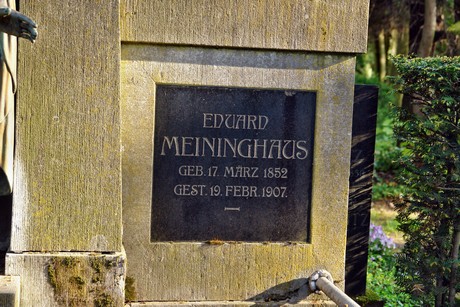 EDUARD
MEININGHAUS
GEB. 17. MÄRZ 1852
GEST. 19. FEBR. 1907.